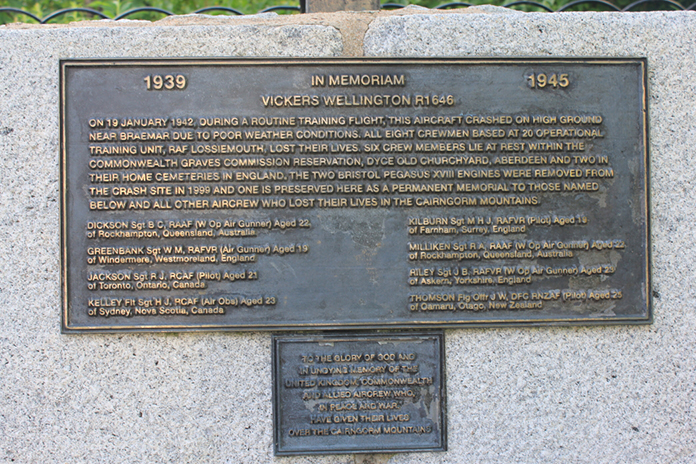 1939 IN MEMORIAM 1945
VICKERS WELLINGTON R1646
ON 19 JANUARY 1942, DURING A ROUTINE TRAINING FLIGHT, THIS AIRCRAFT CRASHED ON HIGH GROUND
NEAR BRAEMAR DUE TO POOR WEATHER CONDITIONS. ALL EIGHT CREWMEN BASED AT 20 OPERATIONAL
TRAINING UNIT, RAF LOSSIEMOUTH, LOST THEIR LIVES. SIX CREW MEMBERS LIE AT REST WITHIN THE
COMMONWEALTH GRAVES COMMISSION RESERVATION, DYCE OLD CHURCHYARD, ABERDEEN AND TWO IN
THEIR HOME CEMETERIES IN ENGLAND. THE TWO BRISTOL PEGASUS XVIII ENGINES WERE REMOVED FROM
THE CRASH SITE IN 1999 AND ONE IS PRESERVED HERE AS A PERMANENT MEMORIAL TO THOSE NAMED
BELOW AND ALL OTHER AIRCREW WHO LOST THEIR LIVES IN THE CAIRNGORM MOUNTAINS.
DICKSON Sgt B C, RAAF (W Op Air Gunner) Aged 22
of Rockhampton, Queensland, Australia
GREENBANK Sgt W M, RAFVR (Air Gunner) Aged 19
of Windermere, Westmoreland, England
JACKSON Sgt R J, RCAF (Pilot) Aged 21
of Toronto, Ontario, Canada
KELLEY Flt Sgt H J, RCAF (Air Obs) Aged 23
of Sydney, Nova Scotia, Canada
KILBURN Sgt M H J, RAFVR (Pilot) Aged 19
of Farnham, Surrey, England
MILLIKEN Sgt R A, RAAF (W Op Air Gunner) Aged
of Rockhampton, Queensland, Australia
RILEY Sgt J B, RAFVR (W Op Air Gunner) Aged
of Askern, Yorkshire, England
THOMSON Flg Offr J W, DFC RNZAF (Pilot) Aged
of Oamaru, Otago, New Zealand
TO THE GLORY OF GOD AND
IN UNDYING MEMORY OF THE
UNITED KINGDOM, COMMONWEALTH
AND ALLIED AIRCREW WHO,
IN PEACE AND WAR,
HAVE GIVEN THEIR LIVES
OVER THE CAIRNGORM MOUNTAINS